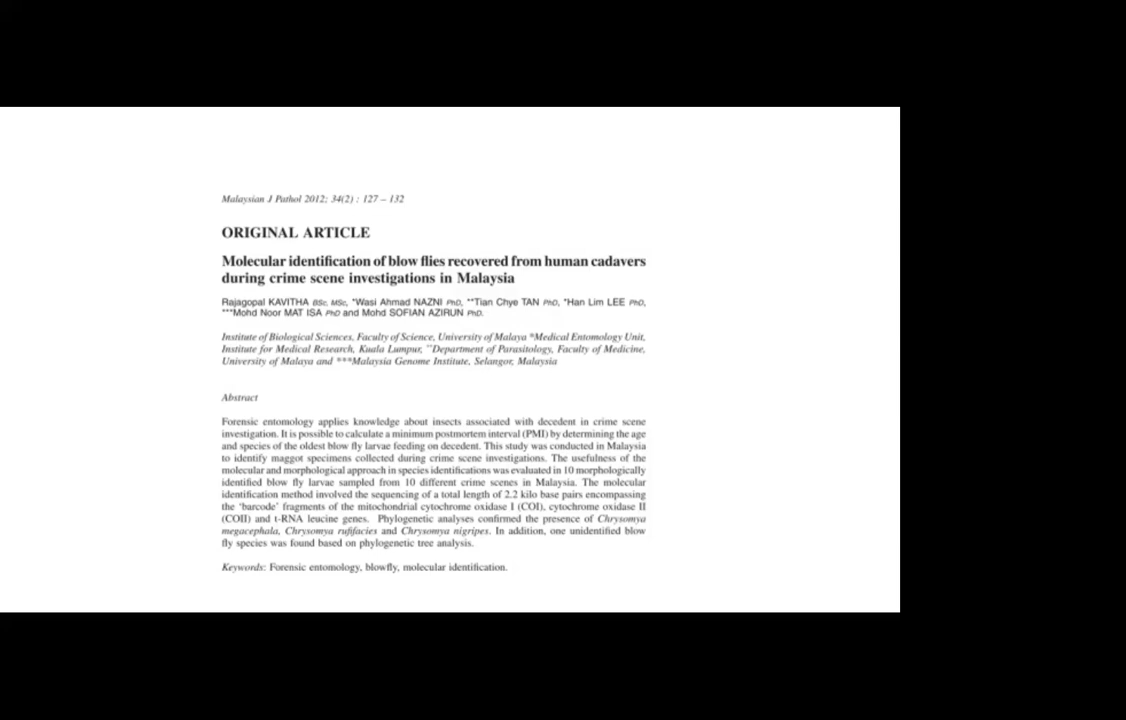 Malaysian J Pathol 2012; 34(2) : 127 – 132
ORIGINAL ARTICLE
Molecular identification of blow flies recovered from human cadavers
during crime scene investigations in Malaysia
Rajagopal KAVITHA BSc, MSc, *Wasi Ahmad NAZNI PhD, **Tian Chye TAN PhD, *Han Lim LEE PhD,
***Mohd Noor MAT ISA PhD and Mohd SOFIAN AZIRUN PhD.
Institute of Biological Sciences, Faculty of Science, University of Malaya *Medical Entomology Unit,
Institute for Medical Research, Kuala Lumpur, **Department of Parasitology, Faculty of Medicine,
University of Malaya and ***Malaysia Genome Institute, Selangor, Malaysia
Abstract
Forensic entomology applies knowledge about insects associated with decedent in crime scene
investigation. It is possible to calculate a minimum postmortem interval (PMI) by determining the age
and species of the oldest blow fly larvae feeding on decedent. This study was conducted in Malaysia
to identify maggot specimens collected during crime scene investigations. The usefulness of the
molecular and morphological approach in species identifications was evaluated in 10 morphologically
identified blow fly larvae sampled from 10 different crime scenes in Malaysia. The molecular
identification method involved the sequencing of a total length of 2.2 kilo base pairs encompassing
the ‘barcode’ fragments of the mitochondrial cytochrome oxidase I (COI), cytochrome oxidase II
(COII) and t-RNA leucine genes. Phylogenetic analyses confirmed the presence of Chrysomya
megacephala, Chrysomya rufifacies and Chrysomya nigripes. In addition, one unidentified blow
fly species was found based on phylogenetic tree analysis.
Keywords: Forensic entomology, blowfly, molecular identification.